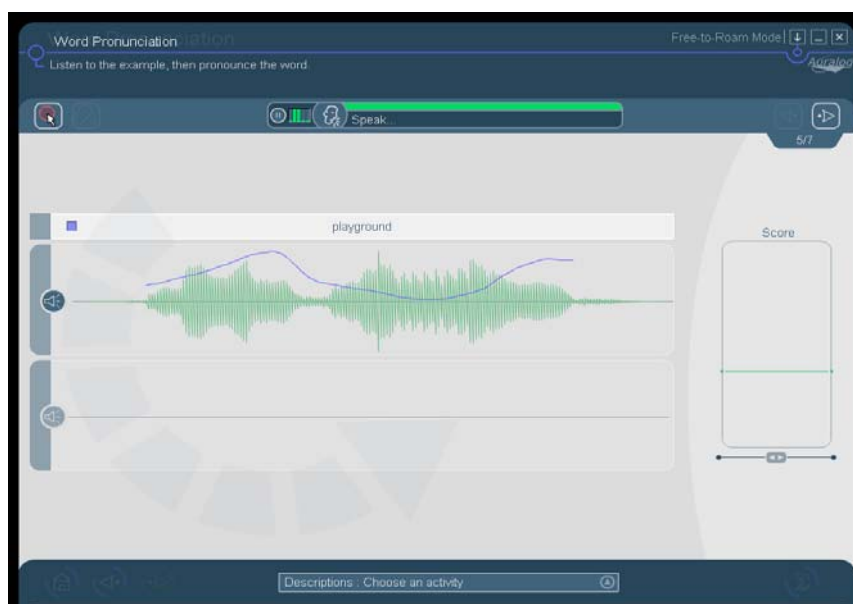 Word Pronunciation
Free-to-Roam Mode
Listen to the example, then pronounce the word.
Auralog
Speak...
5/7
playground
Score
Descriptions : Choose an activity